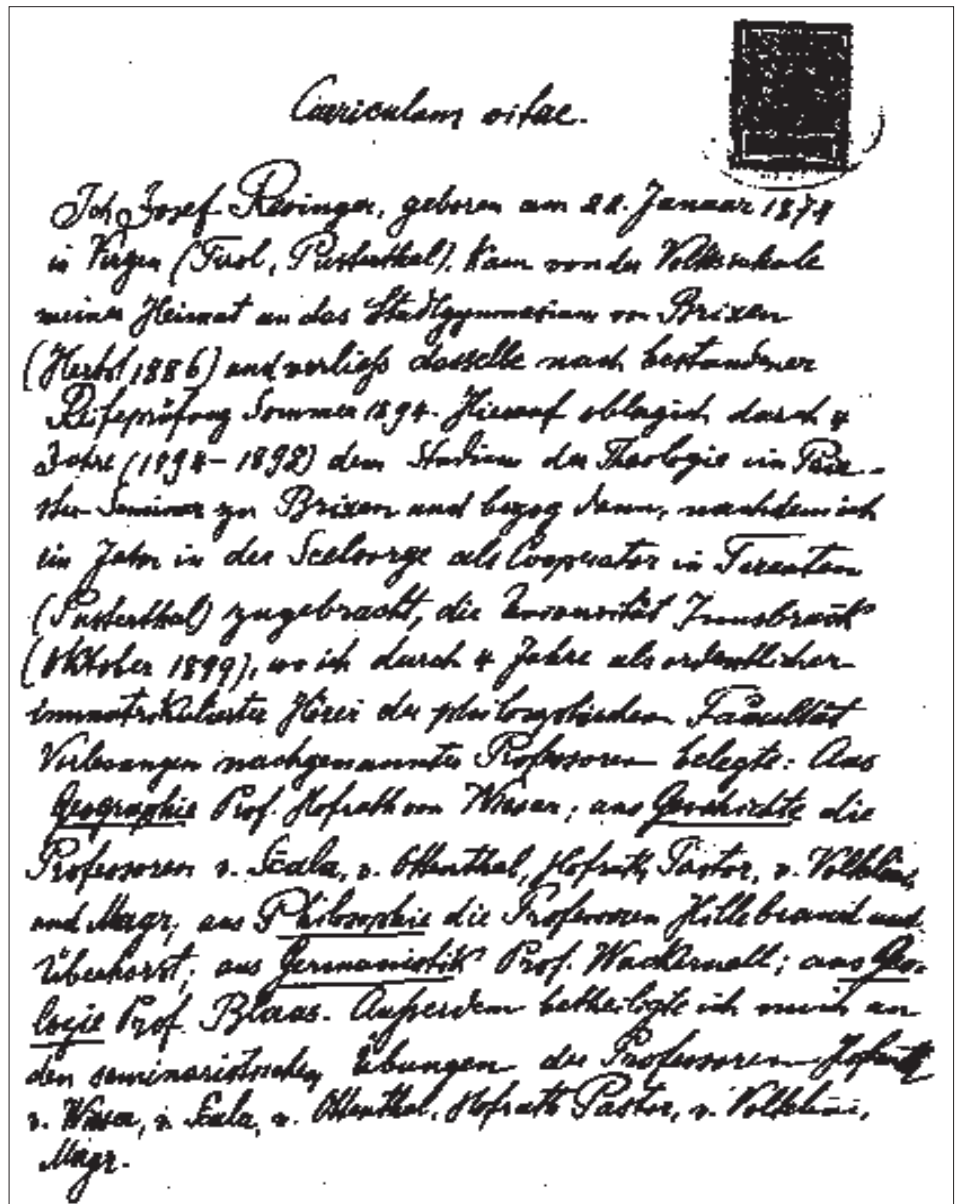 Curriculum vitae.
Ich, Josef Resinger, geboren am 22. Januar 1874
in Virgen (Tirol, Pusterthal). Kam von der Volksschule
meiner Heimat an das Stadtgymnasium von Brixen
(Herbst 1886) und verließ dasselbe nach bestandener
Reifeprüfung Sommer 1894. Hierauf oblag ich durch 4
Jahre (1894-1898) dem Studium der Theologie im Prie-
ster-Seminar zu Brixen und bezog dann, nachdem ich
ein Jahr in der Seelsorge als Cooperator in Terenten
(Pusterthal) zugebracht, die Universität Innsbruck
(Oktober 1899), wo ich durch 4 Jahre als ordentlicher
immatrikulierter Hörer der philosophischen Facultät
Vorlesungen nachgenannter Professoren belegte: Aus
Geographie Prof. Hofrath von Wieser; aus Geschichte die
Professoren v. Scala, v. Ottenthal, Hofrath Pastor, v. Voltelini,
und Mayr; aus Philosophie die Professoren Hillebrand und
Überhorst; aus Germanistik Prof. Wackernell; aus Geo-
logie Prof. Blaas. Außerdem betheiligte ich mich an
den seminaristischen Übungen der Professoren Hofrath
v. Wieser, v. Scala, v. Ottenthal, Hofrath Pastor, v. Voltelini,
Mayr.